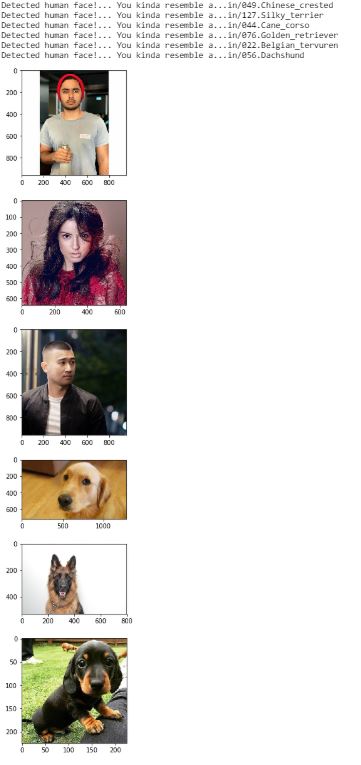 Detected human face!... You kinda resemble a...in/049.Chinese_crested
Detected human face!... You kinda resemble a...in/127.Silky_terrier
Detected human face!... You kinda resemble a...in/044.Cane_corso
Detected human face!... You kinda resemble a...in/076.Golden_retriever
Detected human face!... You kinda resemble a...in/022.Belgian_tervuren
Detected human face!... You kinda resemble a...in/056.Dachshund
0
200
400
600
800
0 200 400 600 800
0
100
200
300
400
500
600
0 200 400 600
0
200
400
600
800
0 200 400 600 800
0
200
400
600
0 500 1000
0
200
400
0 200 400 600 800
0
50
100
150
200
0 50 100 150 200